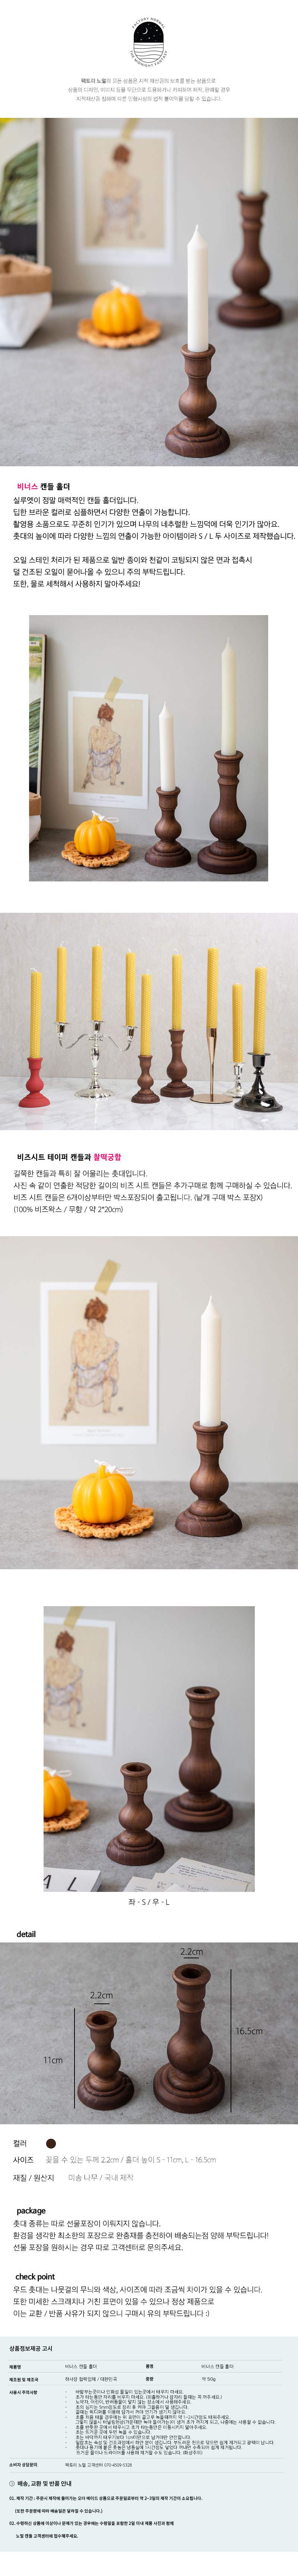 FACTORY NORMAL
THE MIDNIGHT FANTASY
팩토리 노멀의 모든 상품은 지적 재산권의 보호를 받는 상품으로
상품의 디자인, 이미지 등을 무단으로 도용하거나 카피하여 제작, 판매할 경우
지적재산권 침해에 따른 민형사상의 법적 불이익을 당할 수 있습니다.
비너스 캔들 홀더
실루엣이 정말 매력적인 캔들 홀더입니다.
딥한 브라운 컬러로 심플하면서 다양한 연출이 가능합니다.
촬영용 소품으로도 꾸준히 인기가 있으며 나무의 네추럴한 느낌덕에 더욱 인기가 많아요.
촛대의 높이에 따라 다양한 느낌의 연출이 가능한 아이템이라 S / L 두 사이즈로 제작했습니다.
오일 스테인 처리가 된 제품으로 일반 종이와 천같이 코팅되지 않은 면과 접촉시
덜 건조된 오일이 묻어나올 수 있으니 주의 부탁드립니다.
또한, 물로 세척해서 사용하지 말아주세요!
비즈시트 테이퍼 캔들과 찰떡궁합
길쭉한 캔들과 특히 잘 어울리는 촛대입니다.
사진 속 같이 연출한 적당한 길이의 비즈 시트 캔들은 추가구매로 함께 구매하실 수 있습니다.
비즈 시트 캔들은 6개이상부터만 박스포장되어 출고됩니다. (낱개 구매 박스 포장X)
(100% 비즈왁스 / 무향 / 약 2*20cm)
좌 - S / 우 - L
detail
2.2cm
2.2cm
16.5cm
11cm
컬러
사이즈 꽂을 수 있는 두께 2.2cm / 홀더 높이 S - 11cm, L - 16.5cm
재질 / 원산지 미송 나무 / 국내 제작
package
촛대 종류는 따로 선물포장이 이뤄지지 않습니다.
환경을 생각한 최소한의 포장으로 완충재를 충전하여 배송되는점 양해 부탁드립니다!
선물 포장을 원하시는 경우 따로 고객센터로 문의주세요.
check point
우드 촛대는 나뭇결의 무늬와 색상, 사이즈에 따라 조금씩 차이가 있을 수 있습니다.
또한 미세한 스크래치나 거친 표면이 있을 수 있으나 정상 제품으로
이는 교환 / 반품 사유가 되지 않으니 구매시 유의 부탁드립니다 :)
상품정보제공 고시
제품명 비너스 캔들 홀더 품명 비너스 캔들 홀더
제조원 및 제조국 하서성 협력업체 / 대한민국 중량 약 50g
사용시 주의사항
소비자 상담문의 팩토리 노멀 고객센터
배송, 교환 및 반품 안내
01. 제작 기간 : 주문시 제작에 들어가는 오더 메이드 상품으로 주문일로부터 약 2~3일의 제작 기간이 소요됩니다.
(또한 주문량에 따라 배송일은 달라질 수 있습니다.)
02. 수령하신 상품에 이상이나 문제가 있는 경우에는 수령일을 포함한 2일 이내 제품 사진과 함께
노멀 캔들 고객센터에 접수해주세요.